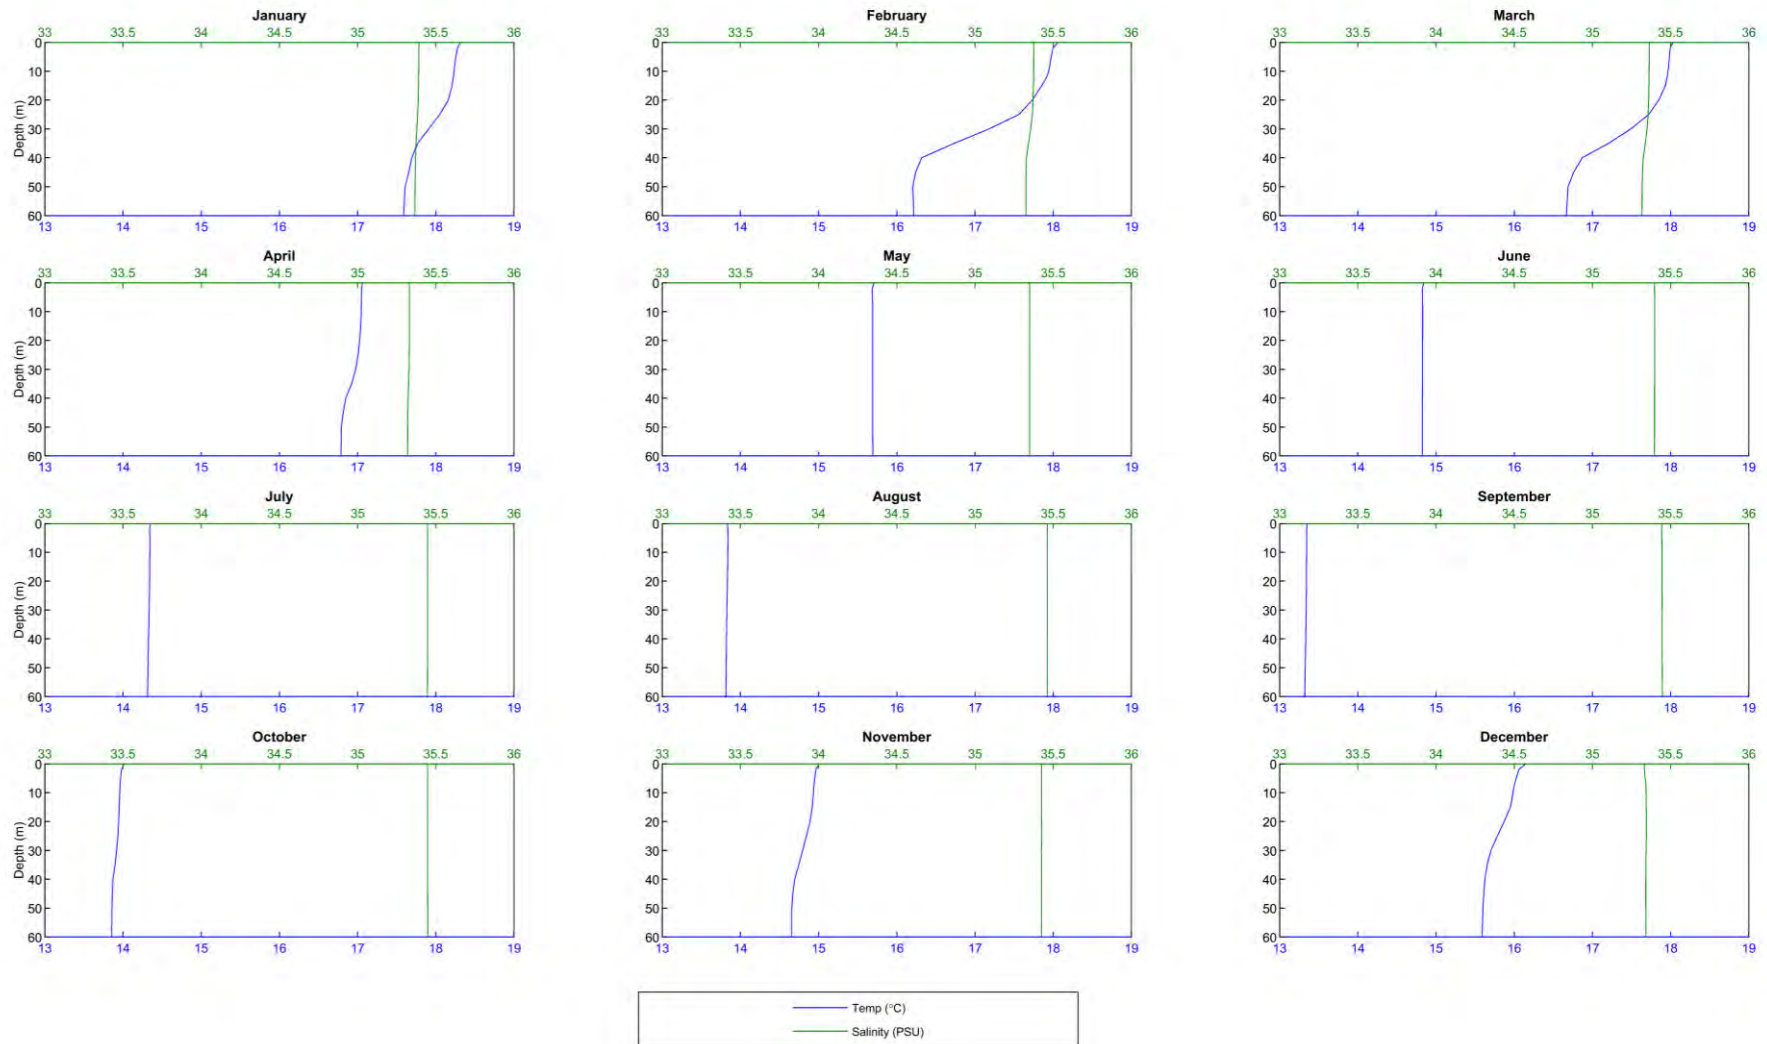 January February March
33 33.5 34 34.5 35 35.5 36 33 33.5 34 34.5 35 35.5 36 33 33.5 34 34.5 35 35.5 36
0 0 0
10 10 10
20 20 20
30 30 30
40 40 40
50 50 50
60 60 60
Depth (m)
13 14 15 16 17 18 19 13 14 15 16 17 18 19 13 14 15 16 17 18 19
April May June
33 33.5 34 34.5 35 35.5 36 33 33.5 34 34.5 35 35.5 36 33 33.5 34 34.5 35 35.5 36
0 0 0
10 10 10
20 20 20
30 30 30
40 40 40
50 50 50
60 60 60
Depth (m)
13 14 15 16 17 18 19 13 14 15 16 17 18 19 13 14 15 16 17 18 19
July August September
33 33.5 34 34.5 35 35.5 36 33 33.5 34 34.5 35 35.5 36 33 33.5 34 34.5 35 35.5 36
0 0 0
10 10 10
20 20 20
30 30 30
40 40 40
50 50 50
60 60 60
Depth (m)
13 14 15 16 17 18 19 13 14 15 16 17 18 19 13 14 15 16 17 18 19
October November December
33 33.5 34 34.5 35 35.5 36 33 33.5 34 34.5 35 35.5 36 33 33.5 34 34.5 35 35.5 36
0 0 0
10 10 10
20 20 20
30 30 30
40 40 40
50 50 50
60 60 60
Depth (m)
13 14 15 16 17 18 19 13 14 15 16 17 18 19 13 14 15 16 17 18 19
Temp (°C)
Salinity (PSU)